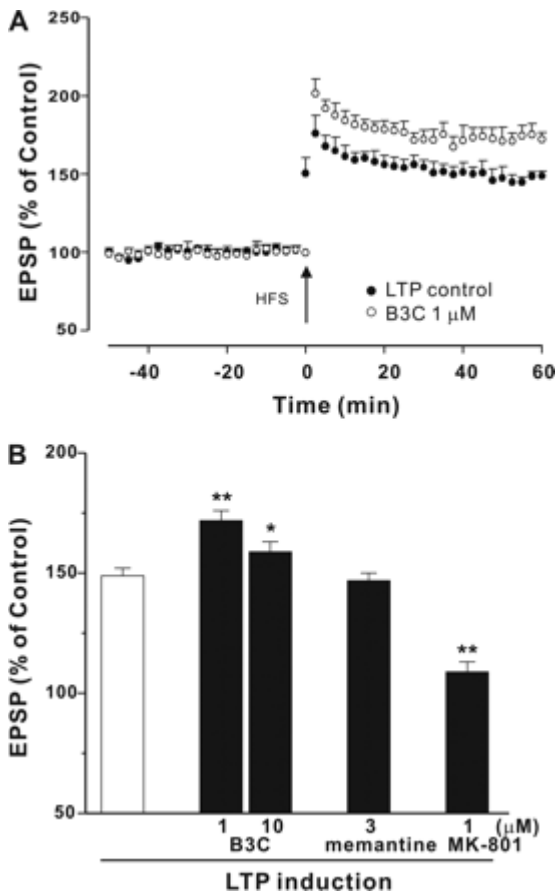 A
250
200
150
100
50
EPSP (% of Control)
HFS
LTP control
B3C 1 μM
-40 -20 0 20 40 60
Time (min)
B
200
150
100
50
EPSP (% of Control)
** * **
1 10 3 1 (μM)
B3C memantine MK-801
LTP induction